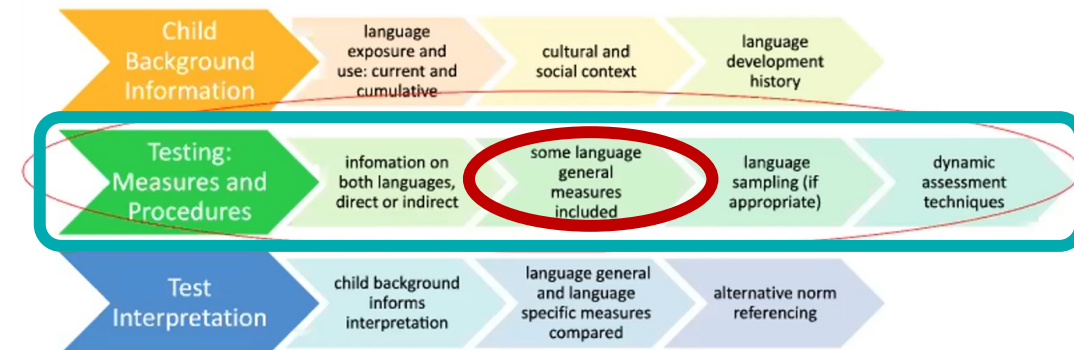 Child
Background
Information
language
exposure and
use: current and
cumulative
cultural and
social context
language
development
history
Testing:
Measures and
Procedures
infomation on
both languages,
direct or indirect
some language
general
measures
included
language
sampling (if
appropriate)
dynamic
assessment
techniques
Test
Interpretation
child background
informs
interpretation
language general
and language
specific measures
compared
alternative norm
referencing